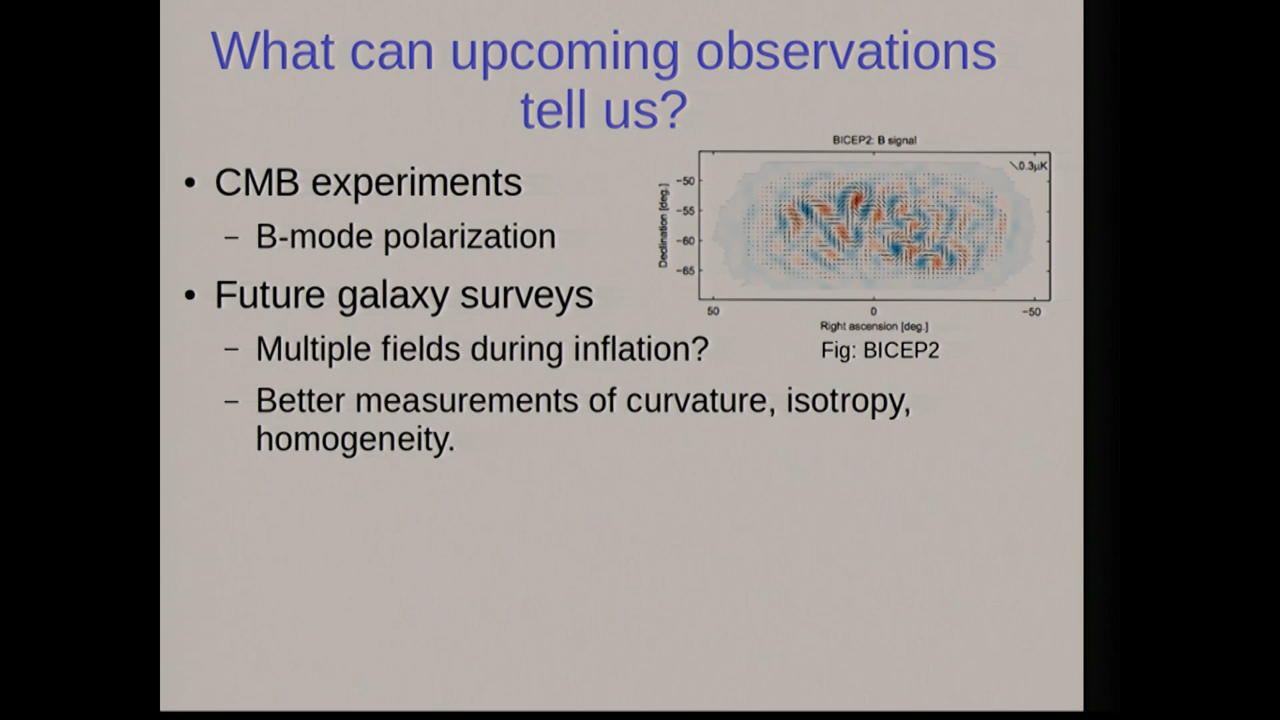 What can upcoming observations
tell us?
• CMB experiments
– B-mode polarization
• Future galaxy surveys
– Multiple fields during inflation?
– Better measurements of curvature, isotropy,
homogeneity.
BICEP2: B signal
0.3μK
Declination [deg.]
−50
−55
−60
−65
50 0 −50
Right ascension [deg.]
Fig: BICEP2